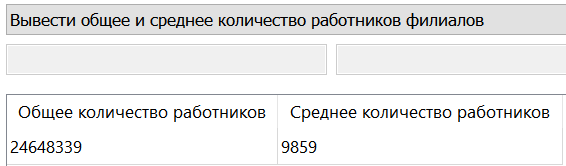 Вывести общее и среднее количество работников филиалов
Общее количество работников Среднее количество работников
24648339 9859